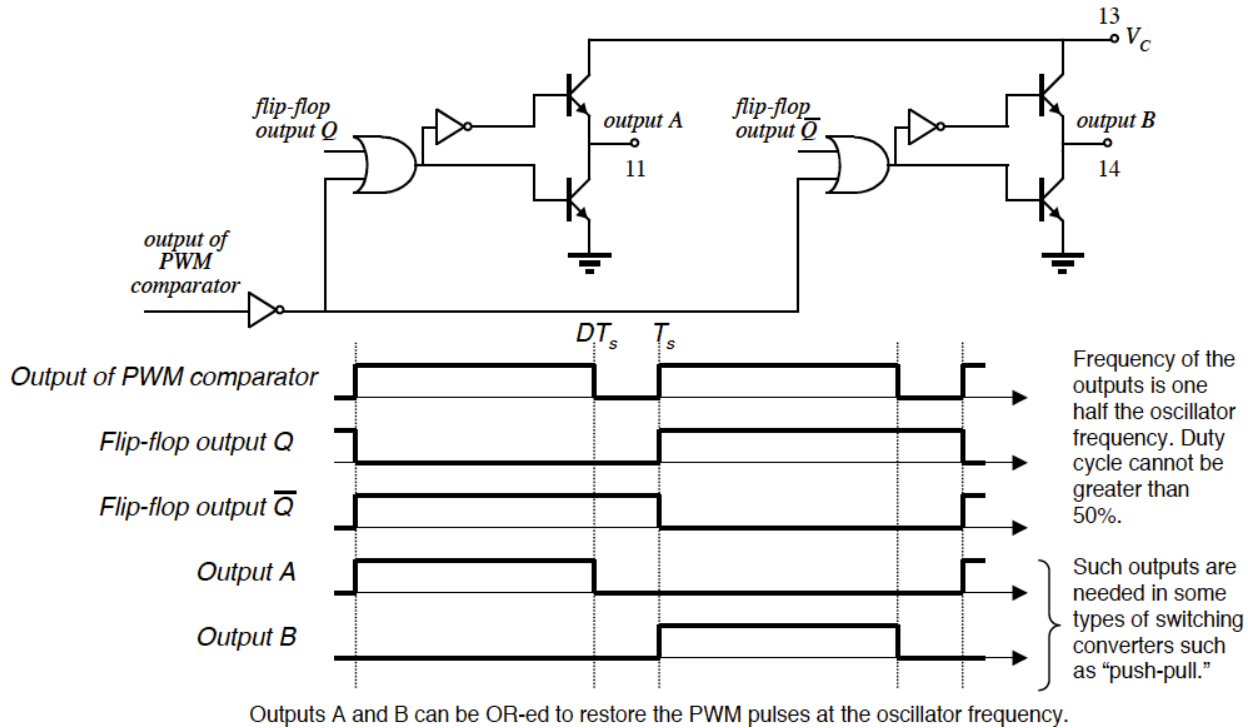 13
V_C
flip-flop
output Q
output A
11
flip-flop
output Q̅
output B
14
output of
PWM
comparator
DT_s
T_s
Output of PWM comparator
Flip-flop output Q
Flip-flop output Q̅
Output A
Output B
Frequency of the
outputs is one
half the oscillator
frequency. Duty
cycle cannot be
greater than
50%.
Such outputs are
needed in some
types of switching
converters such
as “push-pull.”
Outputs A and B can be OR-ed to restore the PWM pulses at the oscillator frequency.